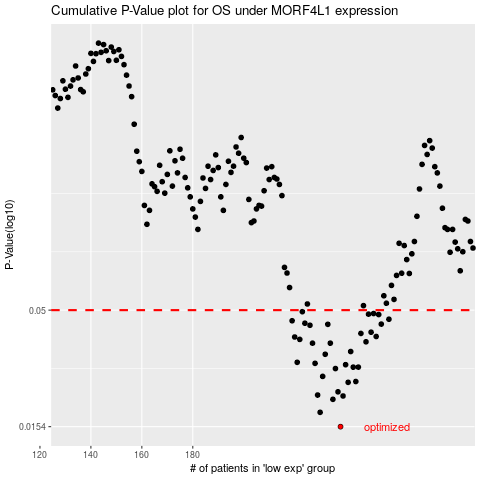 Cumulative P-Value plot for OS under MORF4L1 expression
P-Value(log10)
0.05
0.0154
optimized
120 140 160 180
# of patients in 'low exp' group